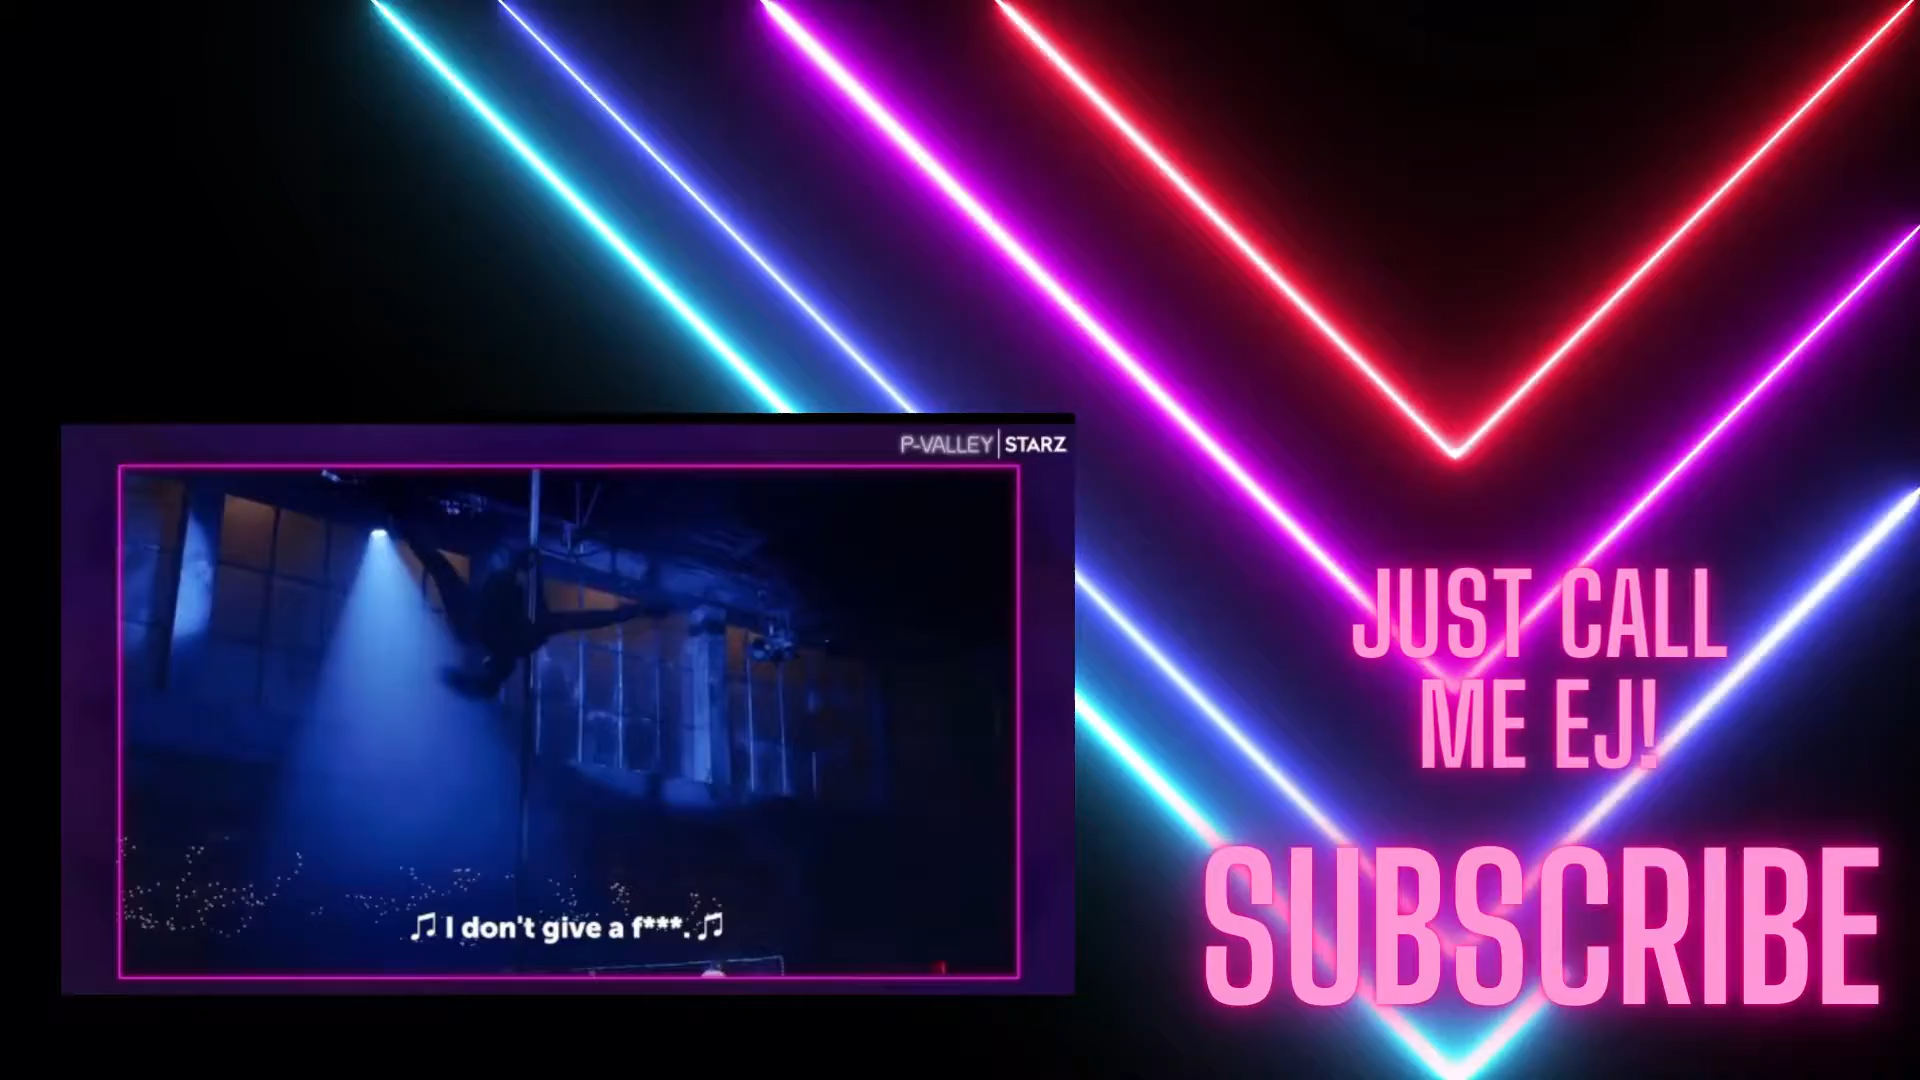 P-VALLEY | STARZ
♫ I don't give a f***. ♫
JUST CALL
ME EJ!
SUBSCRIBE